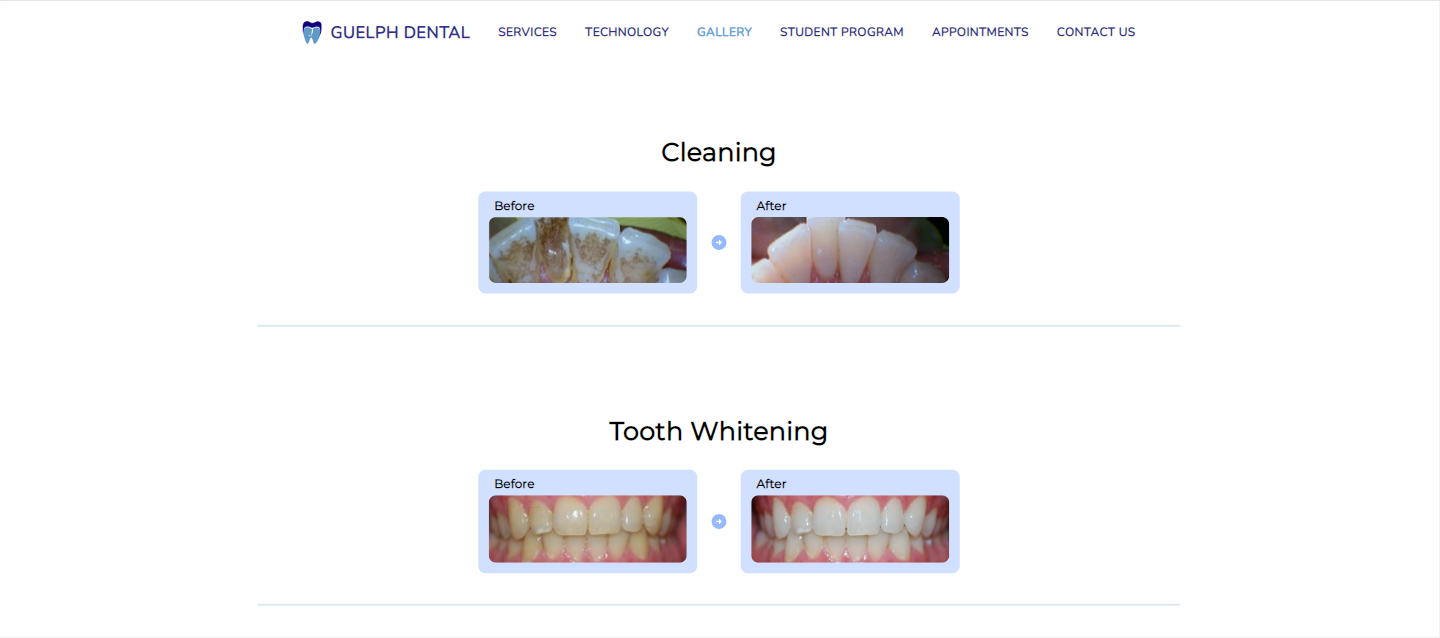 GUELPH DENTAL SERVICES TECHNOLOGY GALLERY STUDENT PROGRAM APPOINTMENTS CONTACT US
Cleaning
Before
After
Tooth Whitening
Before
After